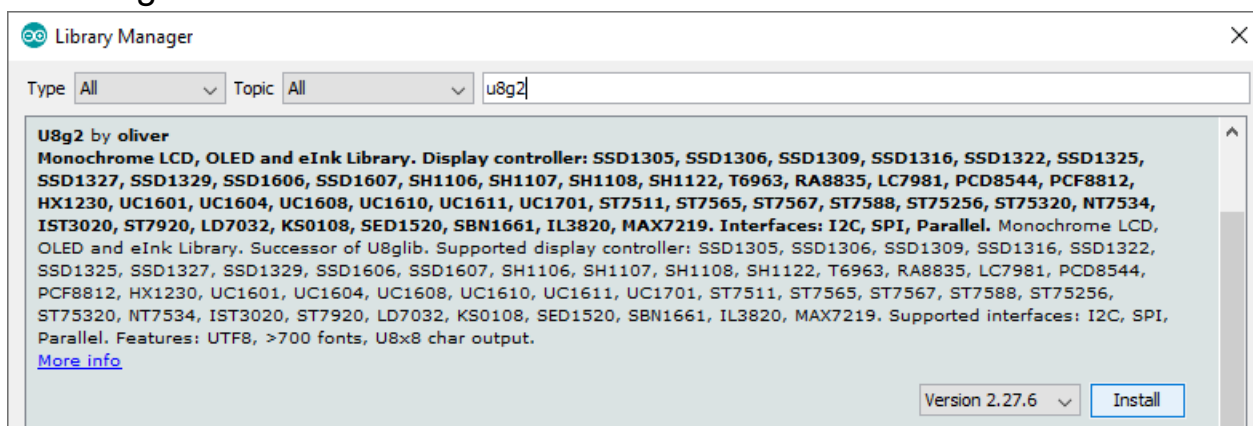 Library Manager
Type All Topic All u8g2
U8g2 by oliver
Monochrome LCD, OLED and eInk Library. Display controller: SSD1305, SSD1306, SSD1309, SSD1316, SSD1322, SSD1325,
SSD1327, SSD1329, SSD1606, SSD1607, SH1106, SH1107, SH1108, SH1122, T6963, RA8835, LC7981, PCD8544, PCF8812,
HX1230, UC1601, UC1604, UC1608, UC1610, UC1611, UC1701, ST7511, ST7565, ST7567, ST7588, ST75256, ST75320, NT7534,
IST3020, ST7920, LD7032, KS0108, SED1520, SBN1661, IL3820, MAX7219. Interfaces: I2C, SPI, Parallel. Monochrome LCD,
OLED and eInk Library. Successor of U8glib. Supported display controller: SSD1305, SSD1306, SSD1309, SSD1316, SSD1322,
SSD1325, SSD1327, SSD1329, SSD1606, SSD1607, SH1106, SH1107, SH1108, SH1122, T6963, RA8835, LC7981, PCD8544,
PCF8812, HX1230, UC1601, UC1604, UC1608, UC1610, UC1611, UC1701, ST7511, ST7565, ST7567, ST7588, ST75256,
ST75320, NT7534, IST3020, ST7920, LD7032, KS0108, SED1520, SBN1661, IL3820, MAX7219. Supported interfaces: I2C, SPI,
Parallel. Features: UTF8, >700 fonts, U8x8 char output.
More info
Version 2.27.6 Install